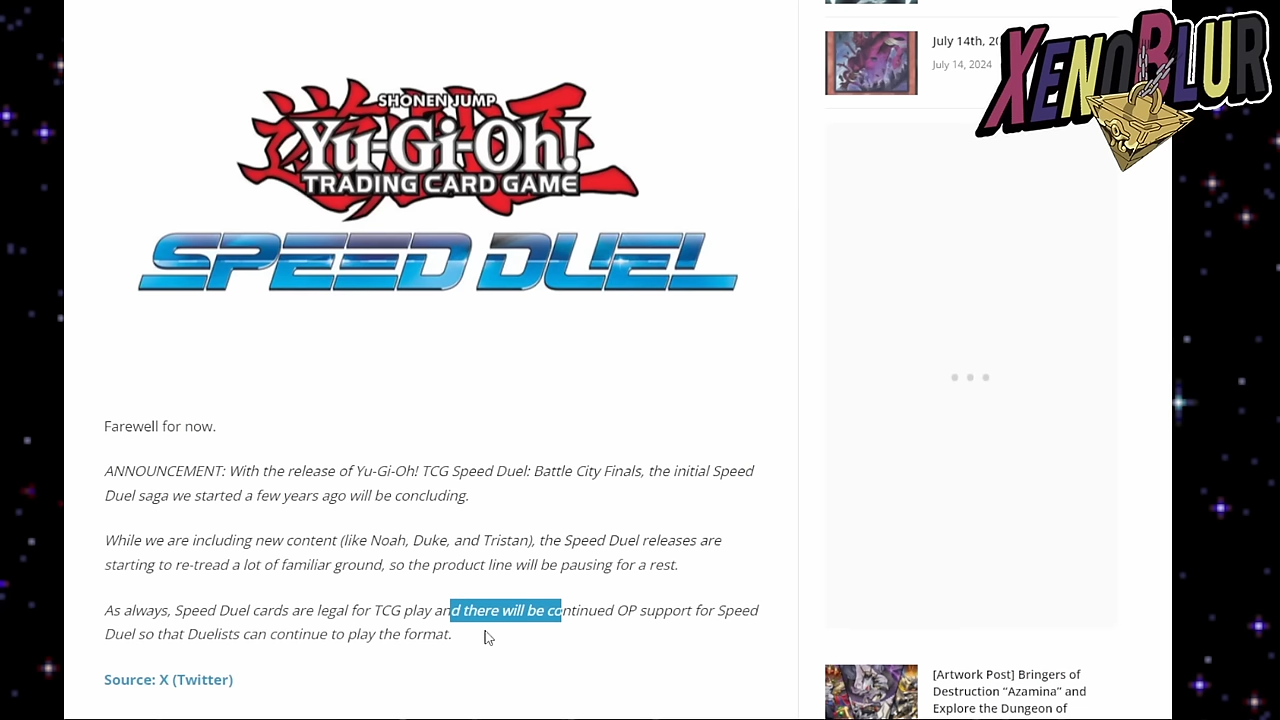 SHONEN JUMP
Yu-Gi-Oh!
TRADING CARD GAME
SPEED DUEL
Farewell for now.
ANNOUNCEMENT: With the release of Yu-Gi-Oh! TCG Speed Duel: Battle City Finals, the initial Speed
Duel saga we started a few years ago will be concluding.
While we are including new content (like Noah, Duke, and Tristan), the Speed Duel releases are
starting to re-tread a lot of familiar ground, so the product line will be pausing for a rest.
As always, Speed Duel cards are legal for TCG play and there will be continued OP support for Speed
Duel so that Duelists can continue to play the format.
Source: X (Twitter)
July 14th, 20
July 14, 2024
XENOBLUR
[Artwork Post] Bringers of
Destruction “Azamina” and
Explore the Dungeon of